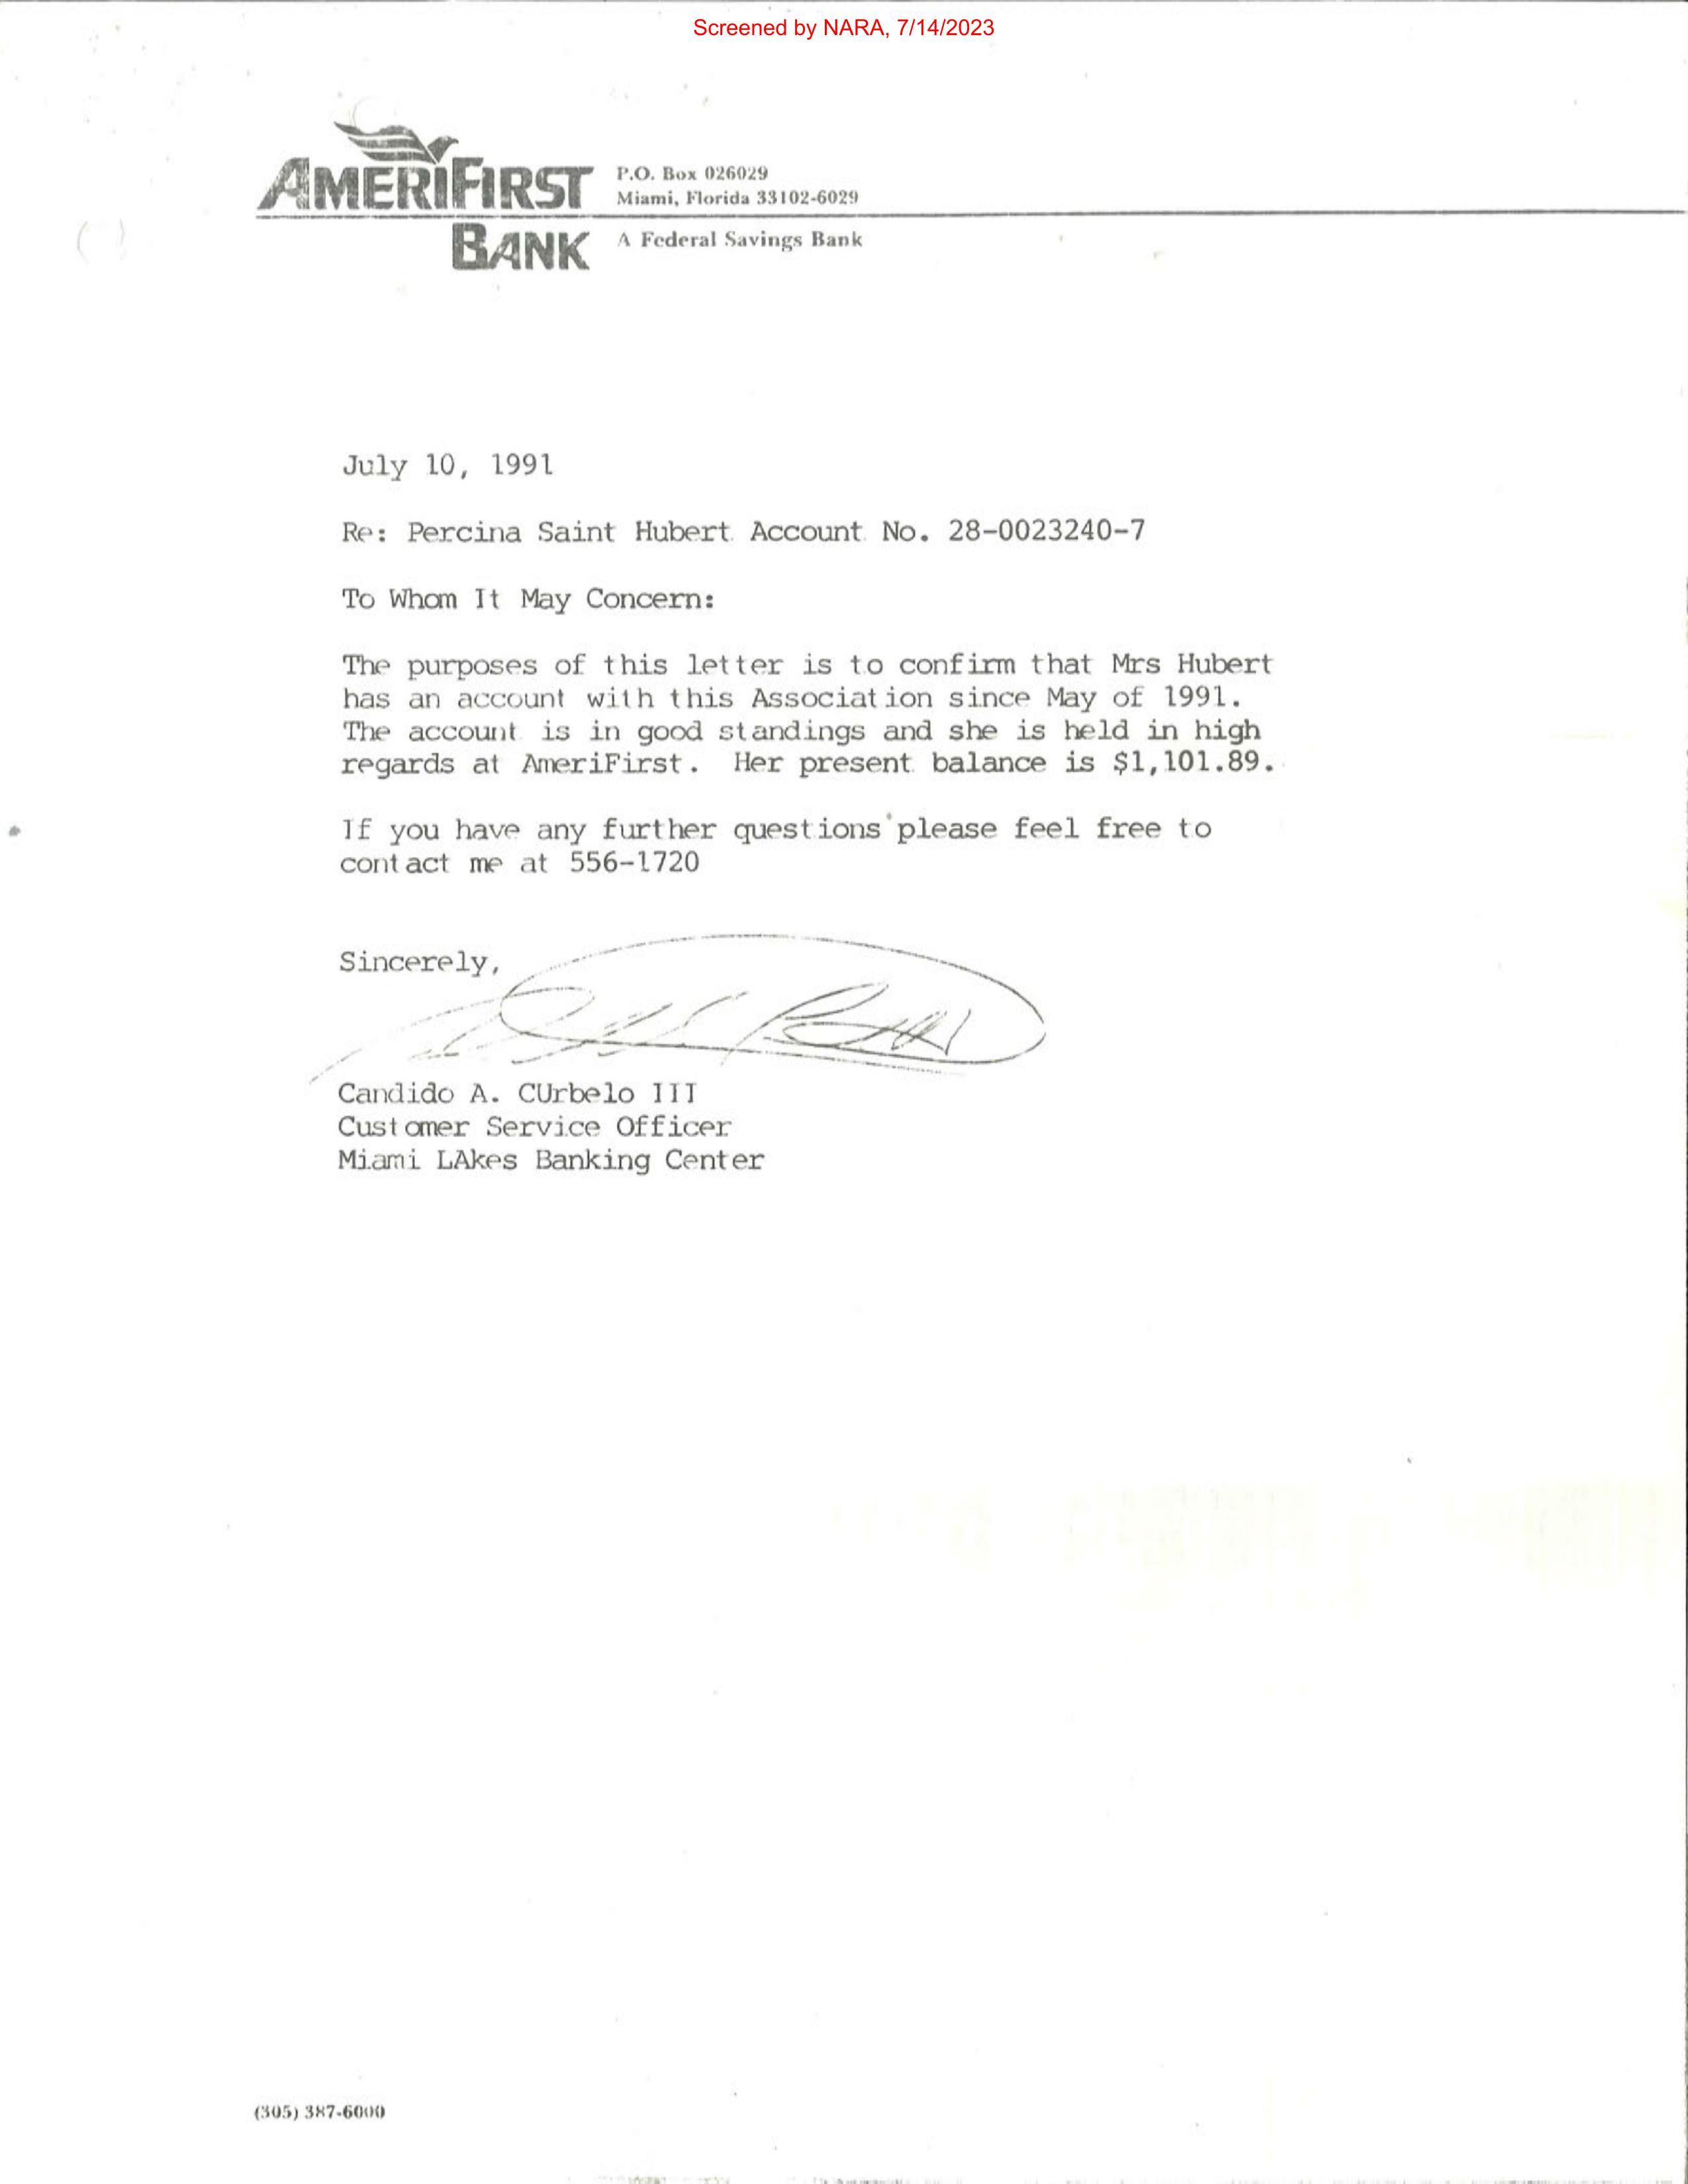 Screened by NARA, 7/14/2023
AMERIFIRST
BANK
P.O. Box 026029
Miami, Florida 33102-6029
A Federal Savings Bank
July 10, 1991
Re: Percina Saint Hubert Account No. 28-0023240-7
To Whom It May Concern:
The purposes of this letter is to confirm that Mrs Hubert
has an account with this Association since May of 1991.
The account is in good standings and she is held in high
regards at AmeriFirst. Her present balance is $1,101.89.
If you have any further questions please feel free to
contact me at 556-1720
Sincerely,
Candido A. CUrbelo III
Customer Service Officer
Miami LAkes Banking Center
(305) 387-6000